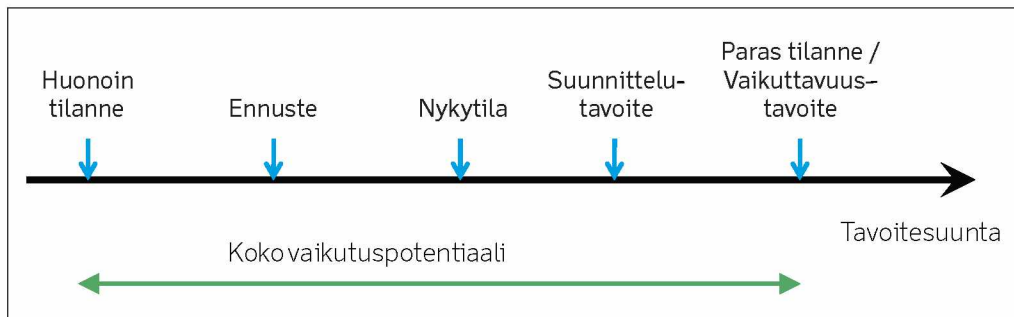 Huonoin
tilanne
Ennuste
Nykytila
Suunnittelu-
tavoite
Paras tilanne /
Vaikuttavuus-
tavoite
Tavoitesuunta
Koko vaikutuspotentiaali